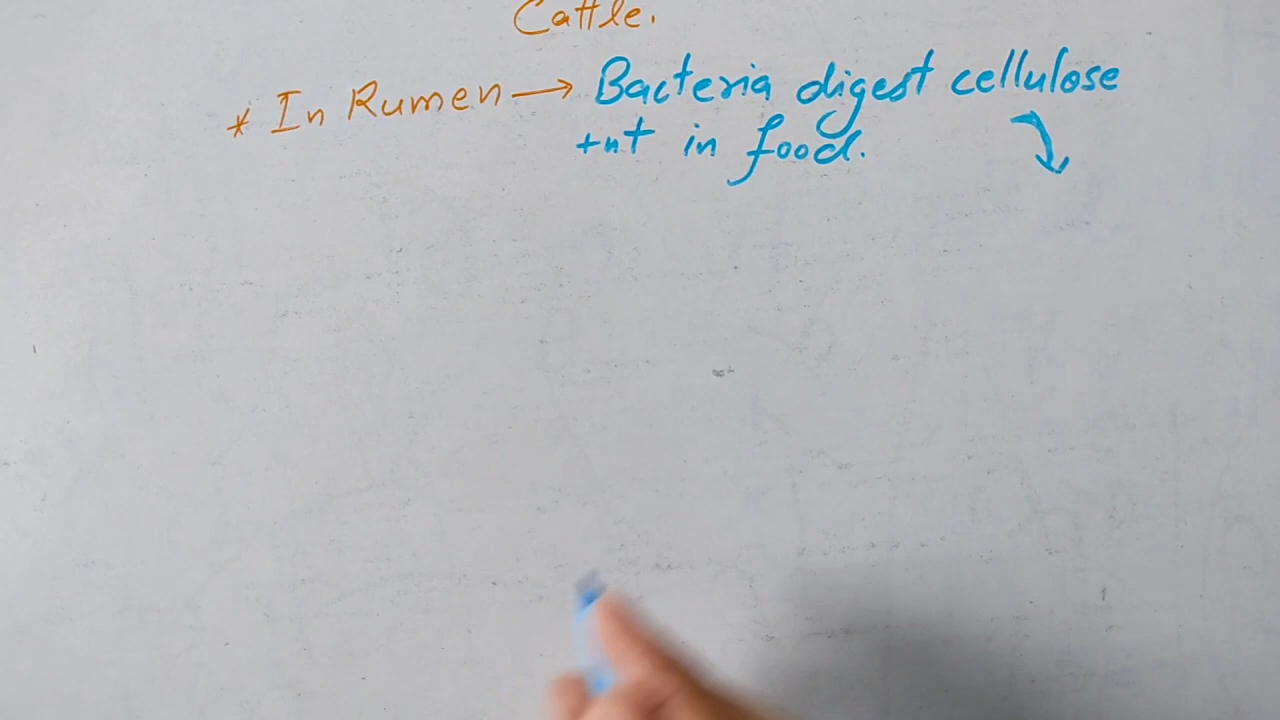 Cattle.
* In Rumen → Bacteria digest cellulose
+nt in food.